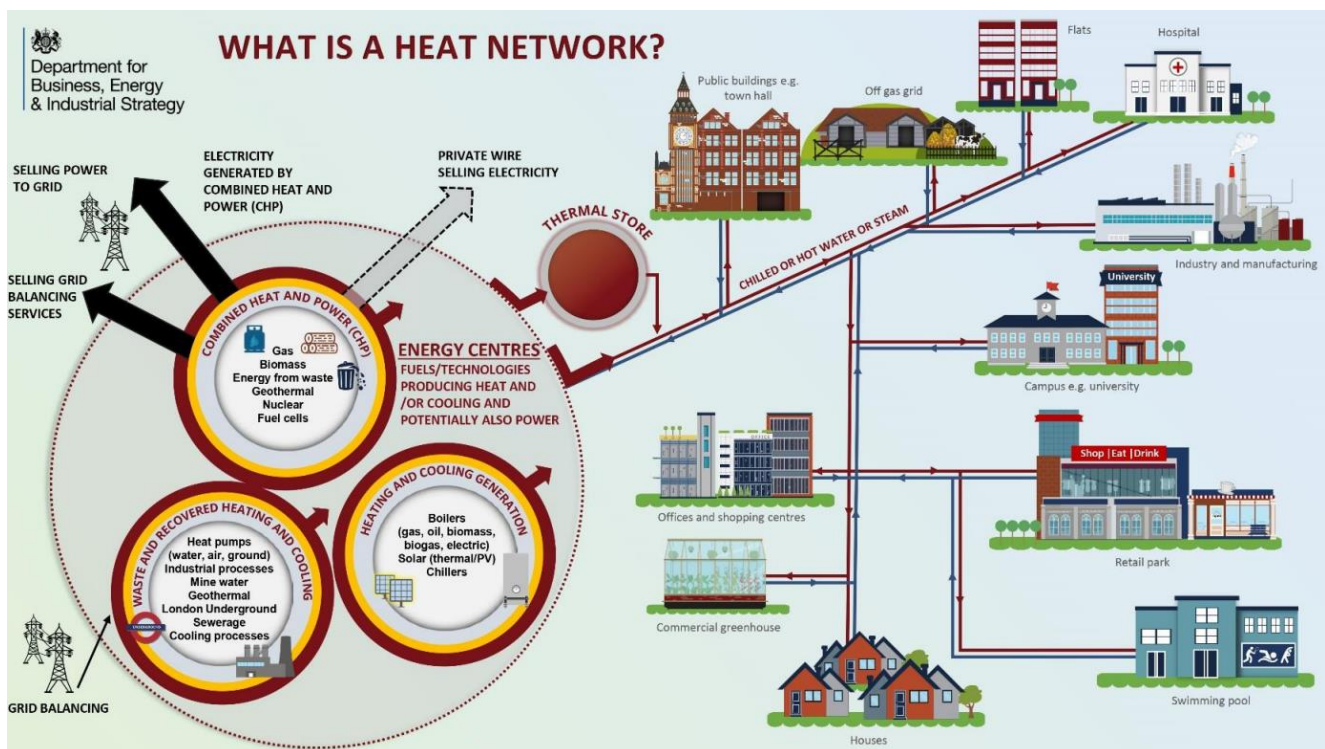 Department for
Business, Energy
& Industrial Strategy
WHAT IS A HEAT NETWORK?
SELLING POWER
TO GRID
ELECTRICITY
GENERATED BY
COMBINED HEAT AND
POWER (CHP)
PRIVATE WIRE
SELLING ELECTRICITY
SELLING GRID
BALANCING
SERVICES
COMBINED HEAT AND POWER (CHP)
Gas
Biomass
Energy from waste
Geothermal
Nuclear
Fuel cells
ENERGY CENTRES
FUELS/TECHNOLOGIES
PRODUCING HEAT AND
/OR COOLING AND
POTENTIALLY ALSO POWER
THERMAL STORE
WASTE AND RECOVERED HEATING AND COOLING
Heat pumps
(water, air, ground)
Industrial processes
Mine water
Geothermal
London Underground
Sewerage
Cooling processes
UNDERGROUND
HEATING AND COOLING GENERATION
Boilers
(gas, oil, biomass,
biogas, electric)
Solar (thermal/PV)
Chillers
GRID BALANCING
CHILLED OR HOT WATER OR STEAM
Public buildings e.g.
town hall
Off gas grid
Flats
Hospital
Industry and manufacturing
University
Campus e.g. university
OFFICE
Offices and shopping centres
Shop |Eat |Drink
Retail park
Commercial greenhouse
Houses
Swimming pool